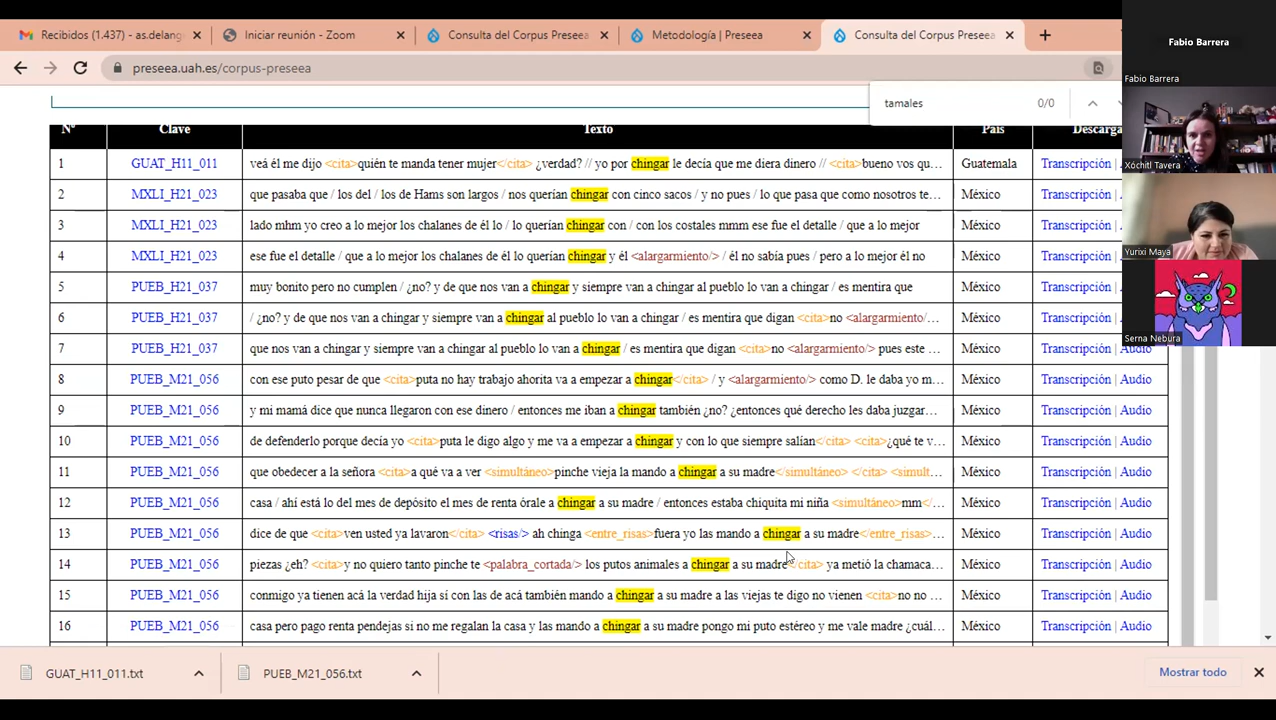 Recibidos (1.437) - as.delang
Iniciar reunión - Zoom
Consulta del Corpus Preseea
Metodología | Preseea
Consulta del Corpus Preseea
preseea.uah.es/corpus-preseea
tamales 0/0
Fabio Barrera
Fabio Barrera
Xóchitl Tavera
Yurixi Maya
Serna Nebura
Nº Clave Texto País Descarga
1 GUAT_H11_011 veá él me dijo <cita>quién te manda tener mujer</cita> ¿verdad? // yo por chingar le decía que me diera dinero // <cita>bueno vos qu... Guatemala Transcripción |
2 MXLI_H21_023 que pasaba que / los del / los de Hams son largos / nos querían chingar con cinco sacos / y no pues / lo que pasa que como nosotros te... México Transcripción |
3 MXLI_H21_023 lado mhm yo creo a lo mejor los chalanes de él lo / lo querían chingar con / con los costales mmm ese fue el detalle / que a lo mejor México Transcripción |
4 MXLI_H21_023 ese fue el detalle / que a lo mejor los chalanes de él lo querían chingar y él <alargarmiento/> / él no sabía pues / pero a lo mejor él no México Transcripción |
5 PUEB_H21_037 muy bonito pero no cumplen / ¿no? y de que nos van a chingar y siempre van a chingar al pueblo lo van a chingar / es mentira que México Transcripción |
6 PUEB_H21_037 / ¿no? y de que nos van a chingar y siempre van a chingar al pueblo lo van a chingar / es mentira que digan <cita>no <alargarmiento/... México Transcripción |
7 PUEB_H21_037 que nos van a chingar y siempre van a chingar al pueblo lo van a chingar / es mentira que digan <cita>no <alargarmiento/> pues este ... México Transcripción | Audio
8 PUEB_M21_056 con ese puto pesar de que <cita>puta no hay trabajo ahorita va a empezar a chingar</cita> / y <alargarmiento/> como D. le daba yo m... México Transcripción | Audio
9 PUEB_M21_056 y mi mamá dice que nunca llegaron con ese dinero / entonces me iban a chingar también ¿no? ¿entonces qué derecho les daba juzgar... México Transcripción | Audio
10 PUEB_M21_056 de defenderlo porque decía yo <cita>puta le digo algo y me va a empezar a chingar y con lo que siempre salían</cita> <cita>¿qué te v... México Transcripción | Audio
11 PUEB_M21_056 que obedecer a la señora <cita>a qué va a ver <simultáneo>pinche vieja la mando a chingar a su madre</simultáneo> </cita> <simult... México Transcripción | Audio
12 PUEB_M21_056 casa / ahí está lo del mes de depósito el mes de renta órale a chingar a su madre / entonces estaba chiquita mi niña <simultáneo>mm</... México Transcripción | Audio
13 PUEB_M21_056 dice de que <cita>ven usted ya lavaron</cita> <risas/> ah chinga <entre_risas>fuera yo las mando a chingar a su madre</entre_risas>... México Transcripción | Audio
14 PUEB_M21_056 piezas ¿eh? <cita>y no quiero tanto pinche te <palabra_cortada/> los putos animales a chingar a su madre</cita> ya metió la chamaca... México Transcripción | Audio
15 PUEB_M21_056 conmigo ya tienen acá la verdad hija sí con las de acá también mando a chingar a su madre a las viejas te digo no vienen <cita>no no ... México Transcripción | Audio
16 PUEB_M21_056 casa pero pago renta pendejas si no me regalan la casa y las mando a chingar a su madre pongo mi puto estéreo y me vale madre ¿cuál... México Transcripción | Audio
GUAT_H11_011.txt
PUEB_M21_056.txt
Mostrar todo